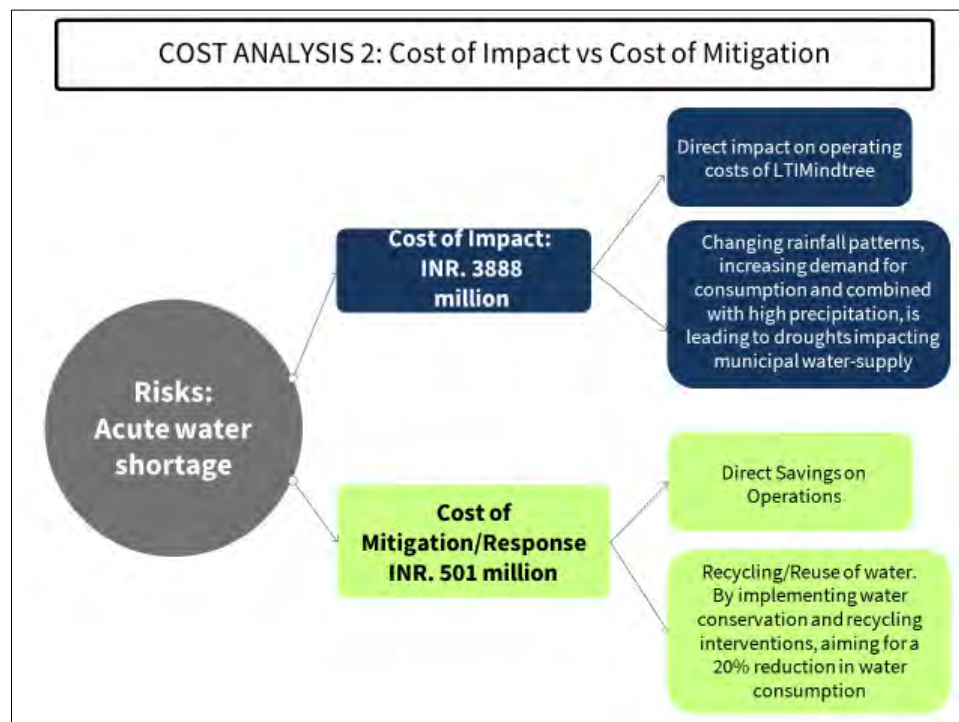 COST ANALYSIS 2: Cost of Impact vs Cost of Mitigation
Direct impact on operating
costs of LTIMindtree
Cost of Impact:
INR. 3888
million
Changing rainfall patterns,
increasing demand for
consumption and combined
with high precipitation, is
leading to droughts impacting
municipal water-supply
Risks:
Acute water
shortage
Direct Savings on
Operations
Cost of
Mitigation/Response
INR. 501 million
Recycling/Reuse of water.
By implementing water
conservation and recycling
interventions, aiming for a
20% reduction in water
consumption